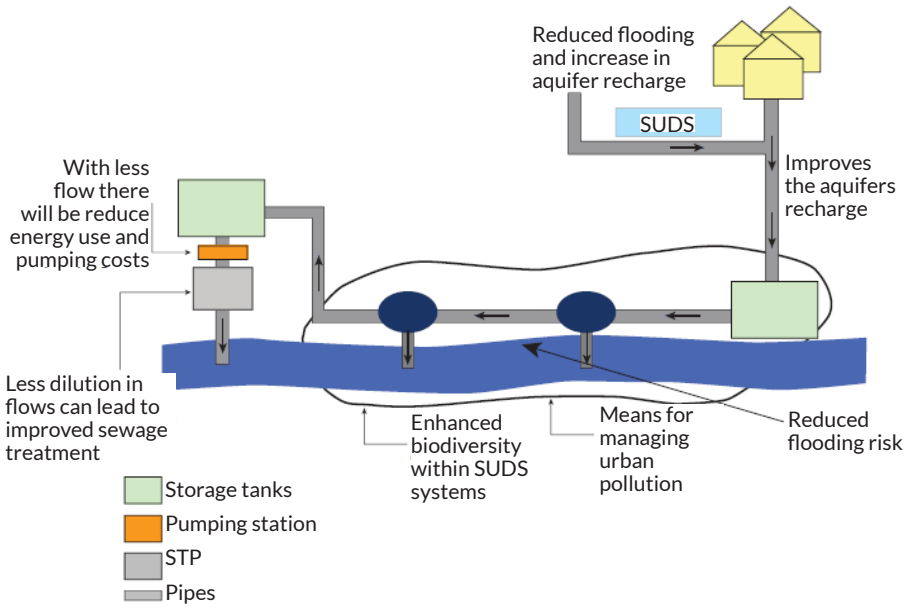 Reduced flooding
and increase in
aquifer recharge
SUDS
Improves
the aquifers
recharge
With less
flow there
will be reduce
energy use and
pumping costs
Less dilution in
flows can lead to
improved sewage
treatment
Enhanced
biodiversity
within SUDS
systems
Means for
managing
urban
pollution
Reduced
flooding risk
Storage tanks
Pumping station
STP
Pipes